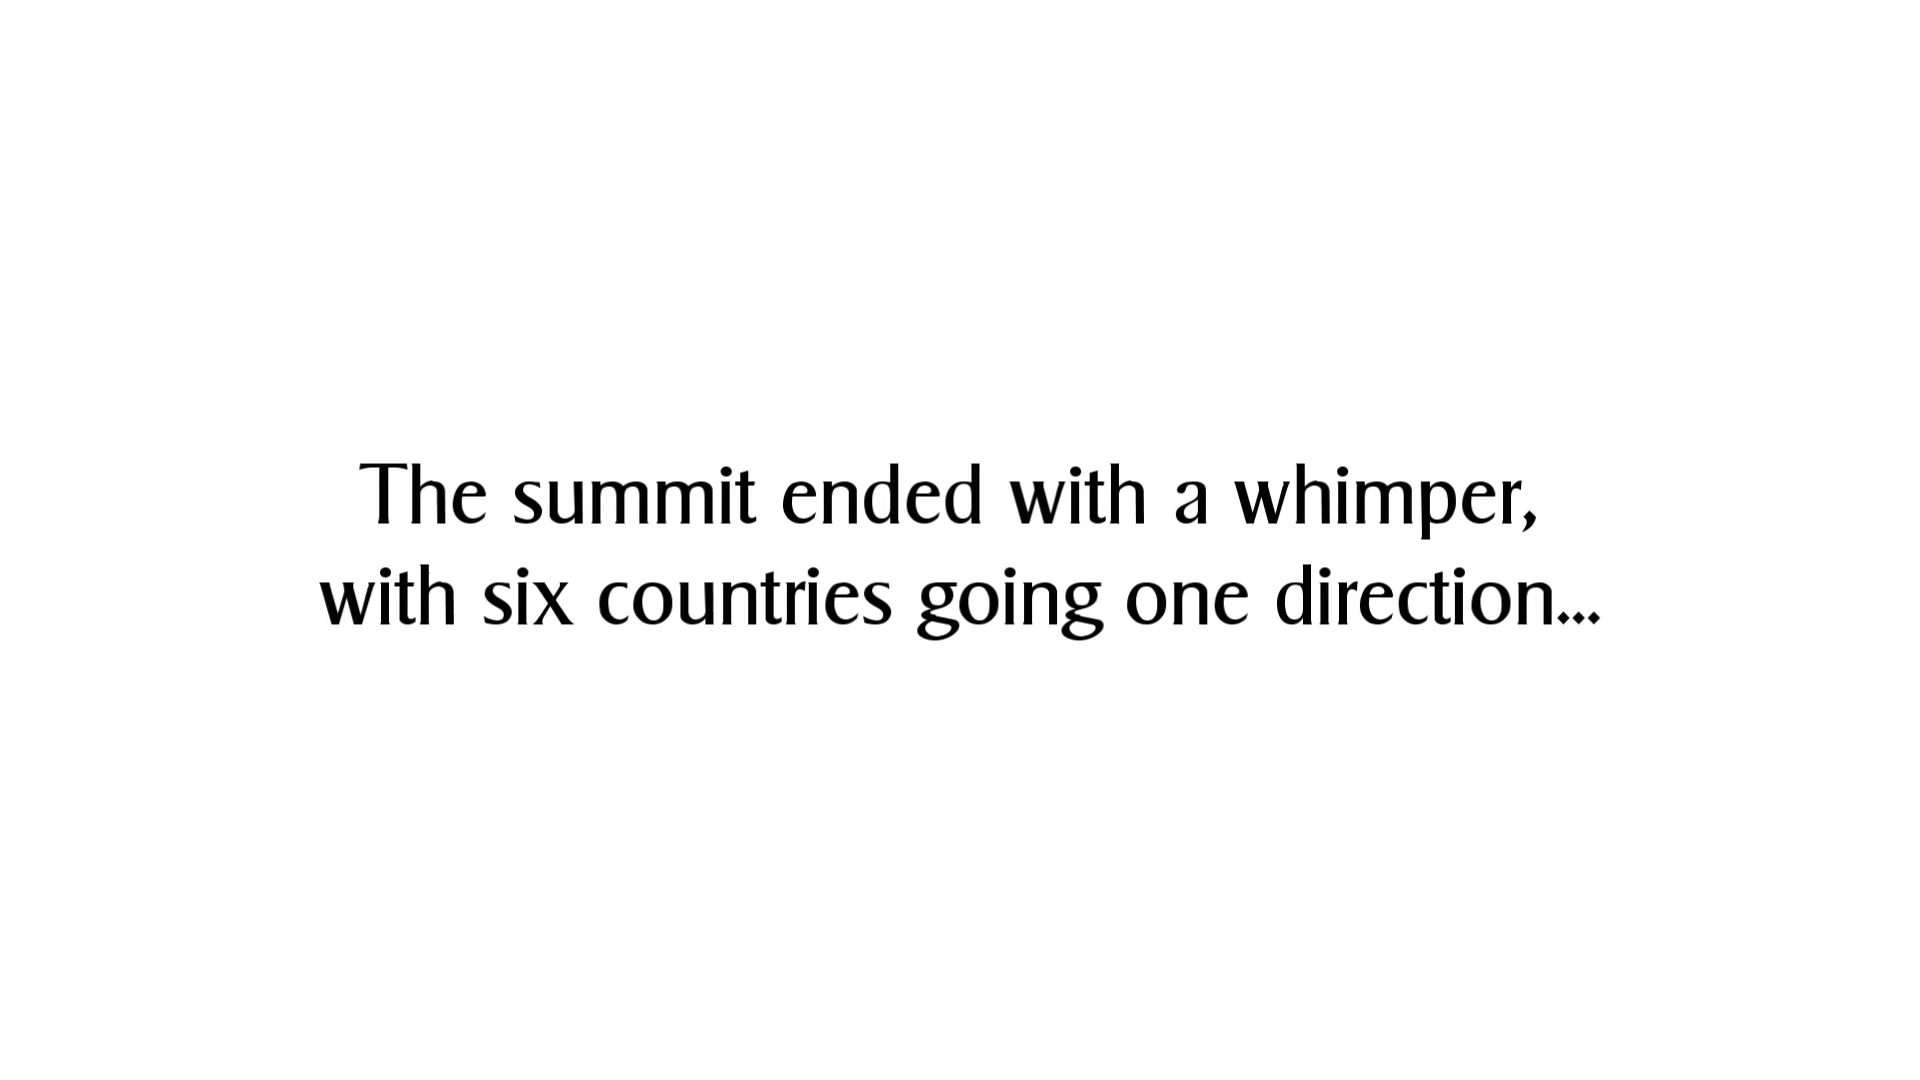 The summit ended with a whimper,
with six countries going one direction...